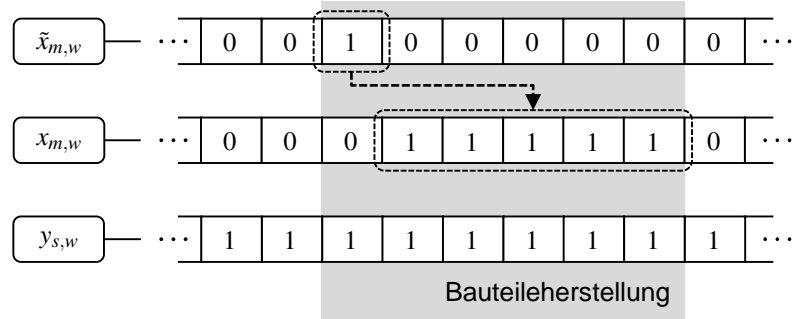 x̃m,w ··· 0 0 1 0 0 0 0 0 0 ···
xm,w ··· 0 0 0 1 1 1 1 1 0 ···
ys,w ··· 1 1 1 1 1 1 1 1 1 ···
Bauteileherstellung